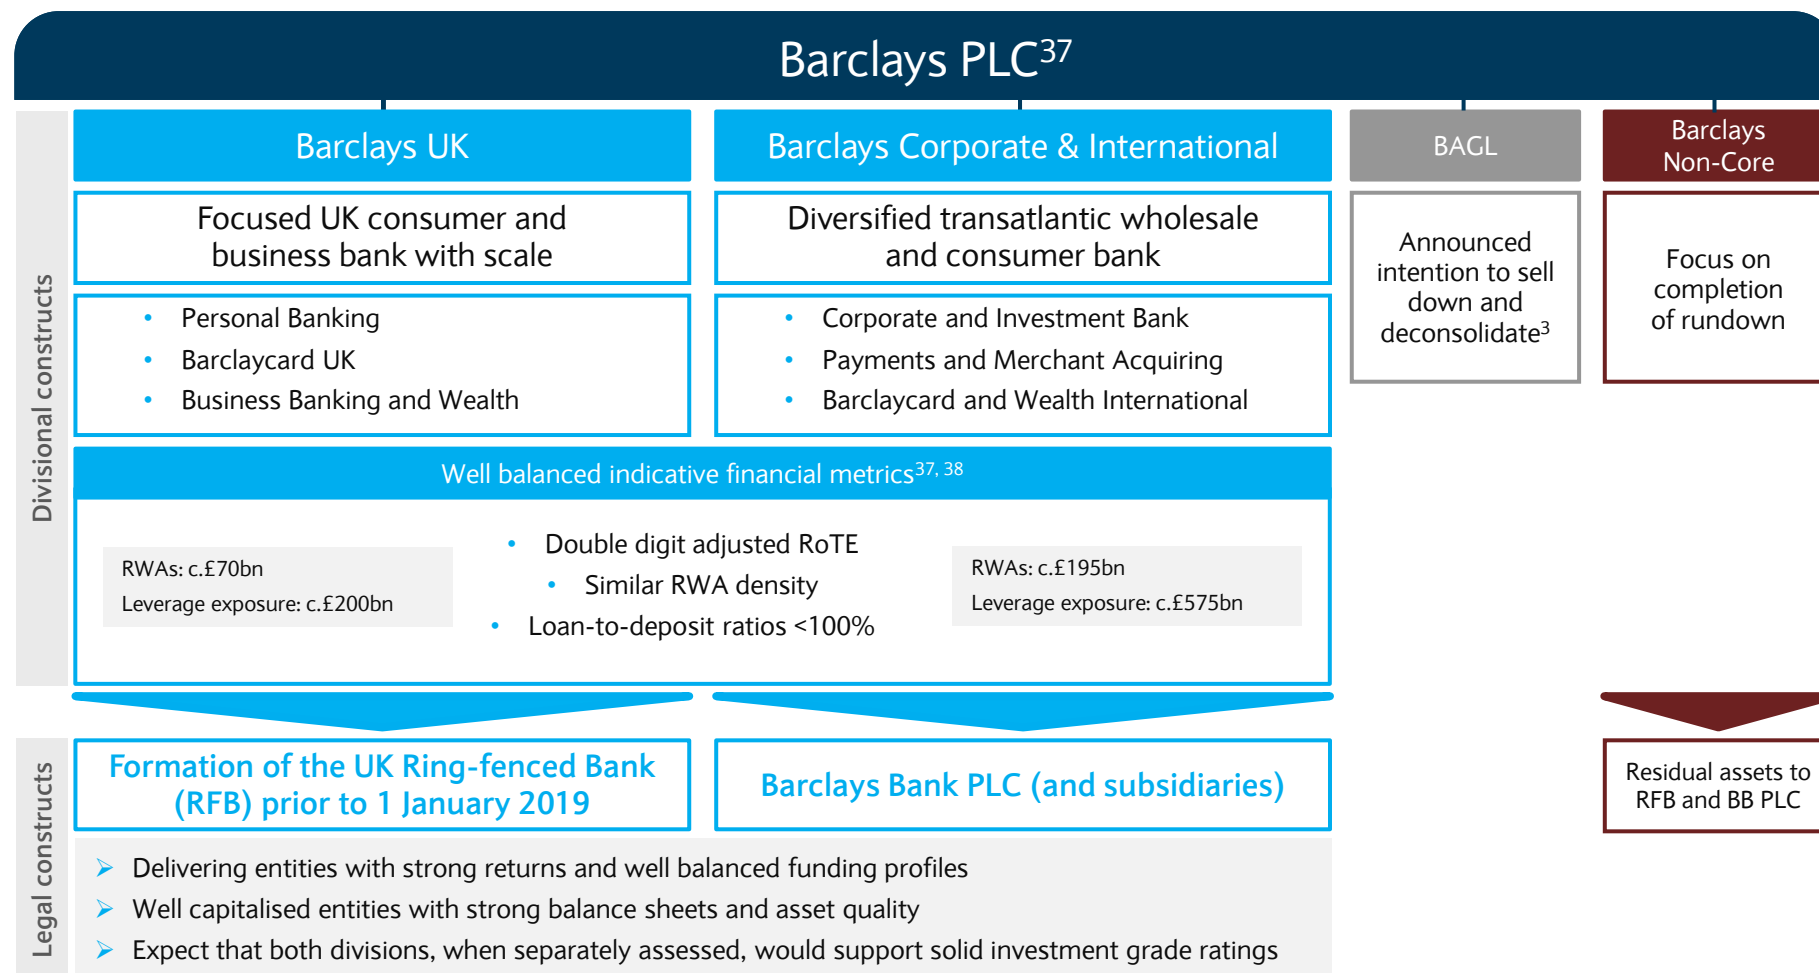 Barclays PLC37
Divisional constructs
Barclays UK
Focused UK consumer and
business bank with scale
• Personal Banking
• Barclaycard UK
• Business Banking and Wealth
Barclays Corporate & International
Diversified transatlantic wholesale
and consumer bank
• Corporate and Investment Bank
• Payments and Merchant Acquiring
• Barclaycard and Wealth International
BAGL
Announced
intention to sell
down and
deconsolidate3
Barclays
Non-Core
Focus on
completion
of rundown
Well balanced indicative financial metrics37, 38
RWAs: c.£70bn
Leverage exposure: c.£200bn
• Double digit adjusted RoTE
• Similar RWA density
• Loan-to-deposit ratios <100%
RWAs: c.£195bn
Leverage exposure: c.£575bn
Legal constructs
Formation of the UK Ring-fenced Bank
(RFB) prior to 1 January 2019
Barclays Bank PLC (and subsidiaries)
Residual assets to
RFB and BB PLC
➢ Delivering entities with strong returns and well balanced funding profiles
➢ Well capitalised entities with strong balance sheets and asset quality
➢ Expect that both divisions, when separately assessed, would support solid investment grade ratings